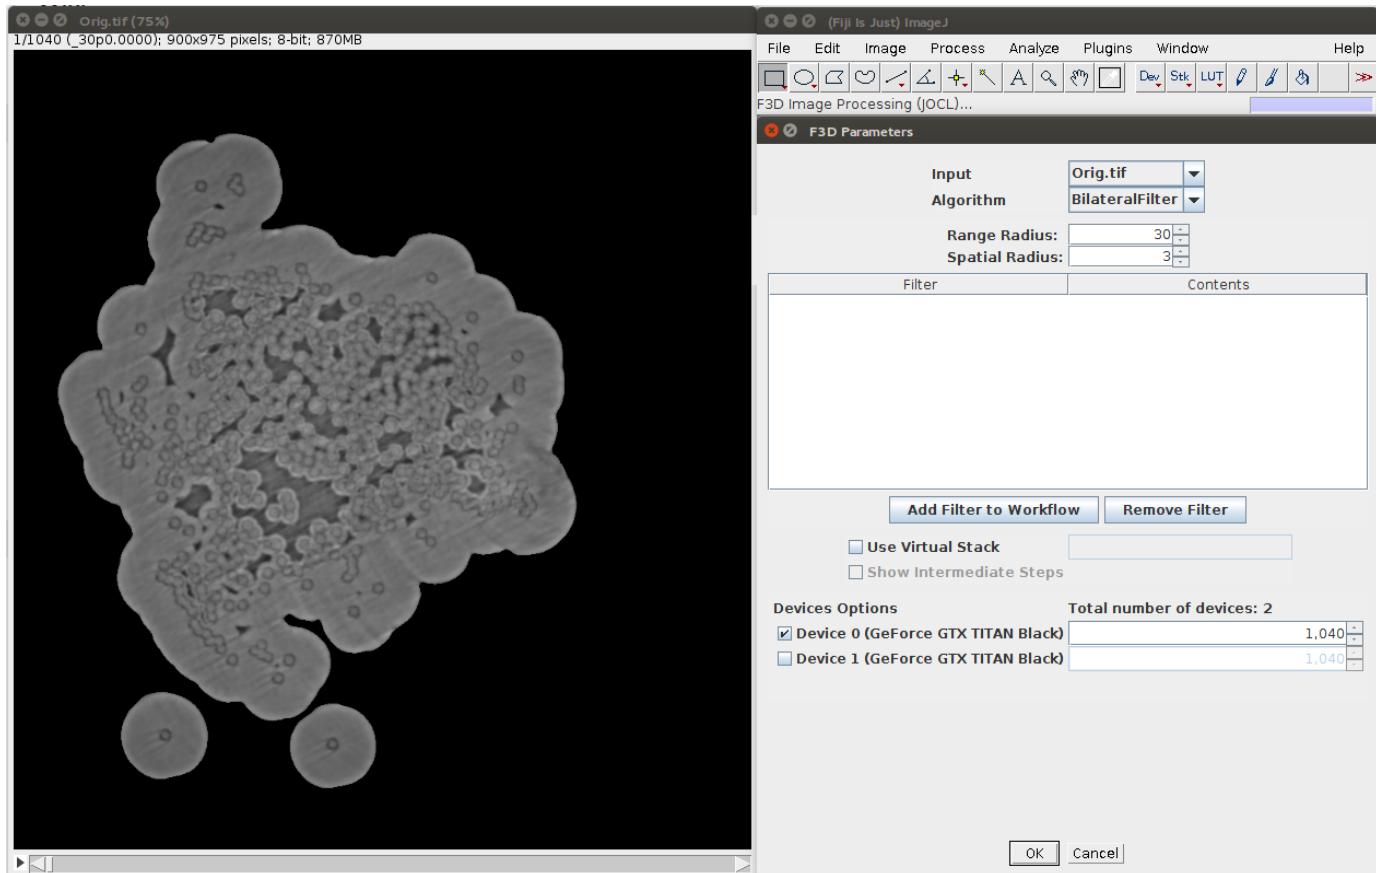 Orig.tif (75%)
1/1040 (_30p0.0000); 900x975 pixels; 8-bit; 870MB
(Fiji Is Just) ImageJ
File Edit Image Process Analyze Plugins Window Help
A Dev Stk LUT
F3D Image Processing (JOCL)...
F3D Parameters
Input Orig.tif
Algorithm BilateralFilter
Range Radius: 30
Spatial Radius: 3
Filter Contents
Add Filter to Workflow Remove Filter
Use Virtual Stack
Show Intermediate Steps
Devices Options Total number of devices: 2
Device 0 (GeForce GTX TITAN Black) 1,040
Device 1 (GeForce GTX TITAN Black) 1,040
OK Cancel